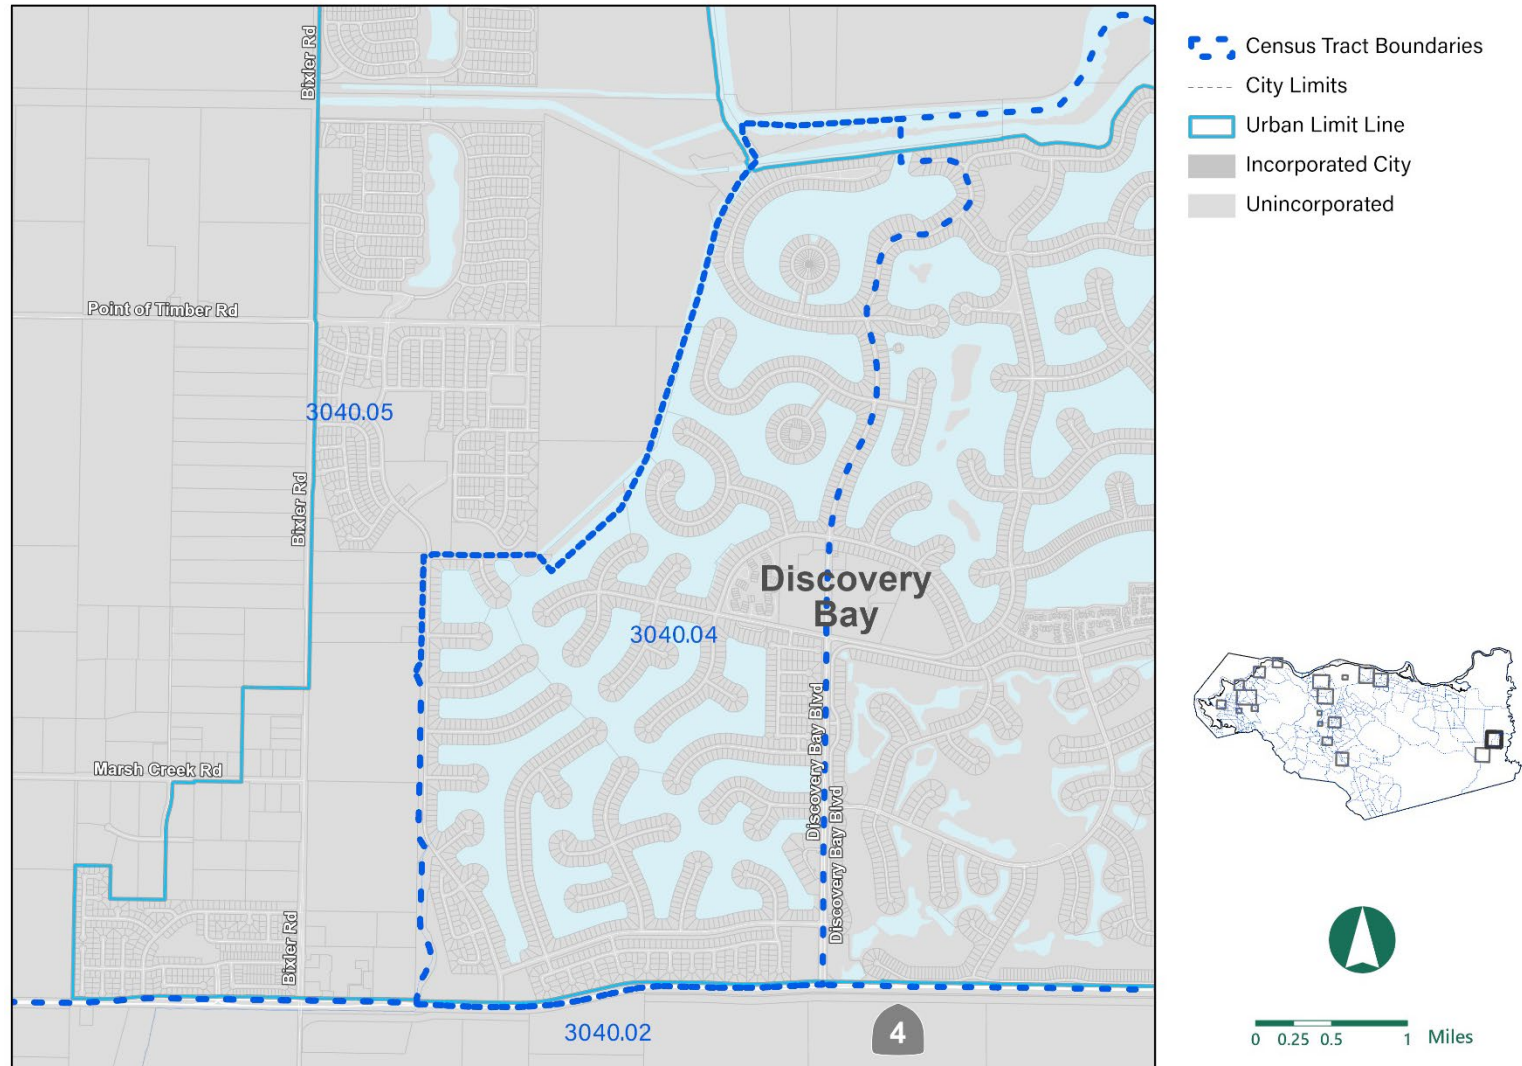 Bixler Rd
Point of Timber Rd
3040.05
Bixler Rd
Discovery
Bay
3040.04
Discovery Bay Blvd
Marsh Creek Rd
Discovery Bay Blvd
Bixler Rd
3040.02
4
Census Tract Boundaries
City Limits
Urban Limit Line
Incorporated City
Unincorporated
0 0.25 0.5 1 Miles